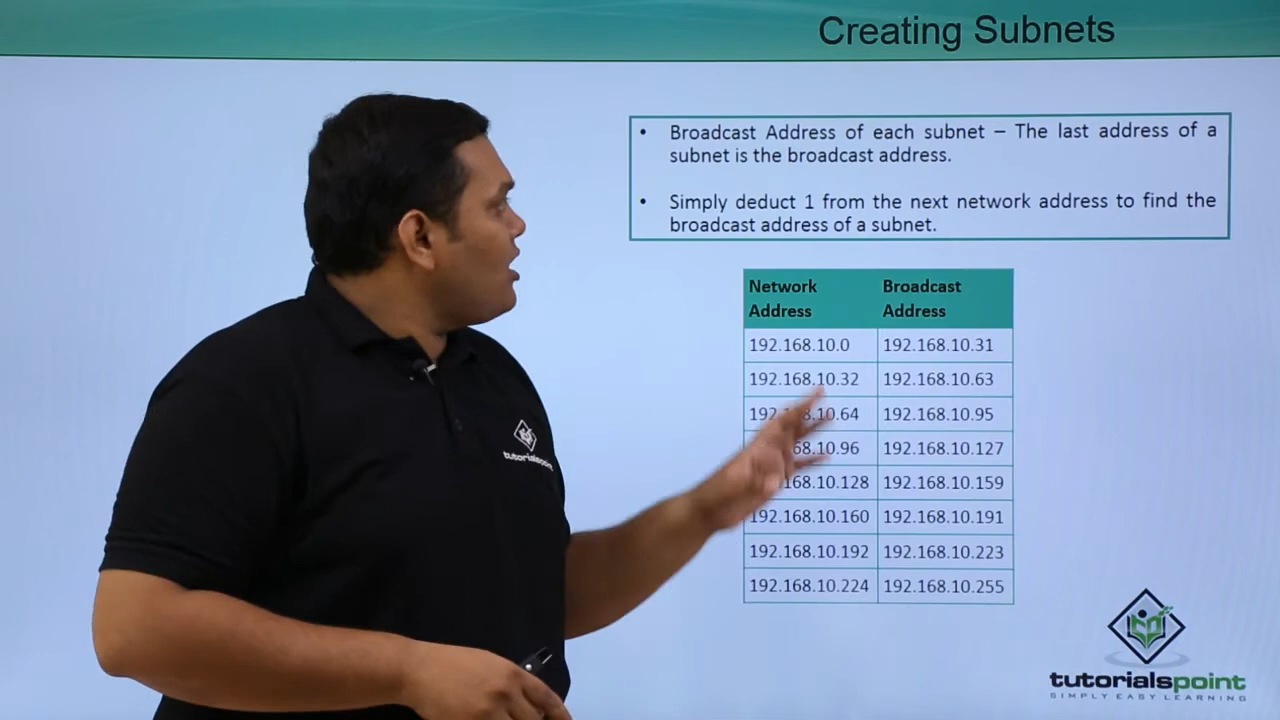 Creating Subnets
• Broadcast Address of each subnet – The last address of a
subnet is the broadcast address.
• Simply deduct 1 from the next network address to find the
broadcast address of a subnet.
Network Address Broadcast Address
192.168.10.0 192.168.10.31
192.168.10.32 192.168.10.63
192. 8.10.64 192.168.10.95
68.10.96 192.168.10.127
168.10.128 192.168.10.159
192.168.10.160 192.168.10.191
192.168.10.192 192.168.10.223
192.168.10.224 192.168.10.255
tutorialspoint
tutorialspoint
SIMPLY EASY LEARNING